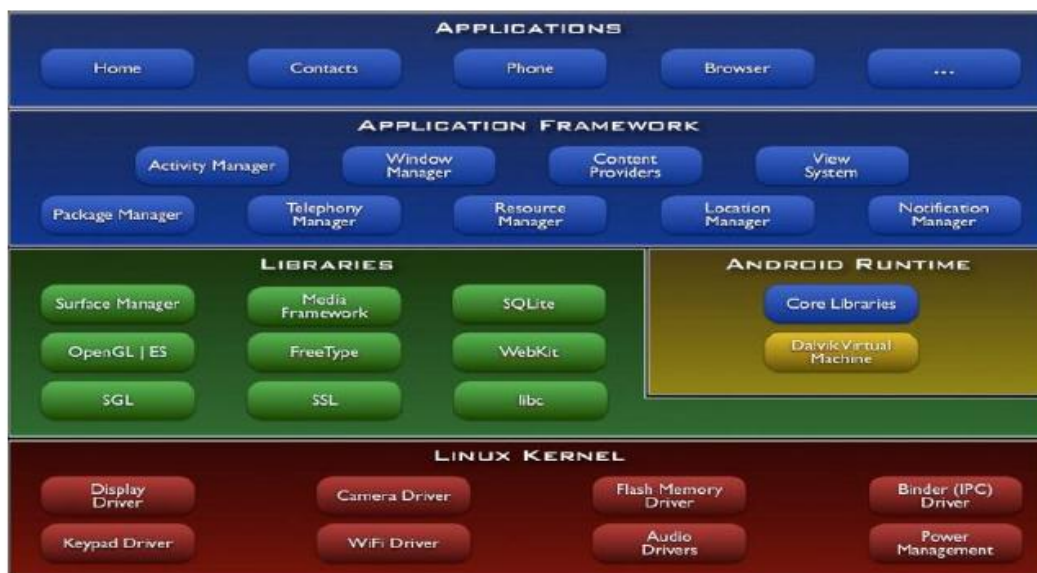 APPLICATIONS
Home Contacts Phone Browser ...
APPLICATION FRAMEWORK
Activity Manager
Window
Manager
Content
Providers
View
System
Package Manager
Telephony
Manager
Resource
Manager
Location
Manager
Notification
Manager
LIBRARIES
Surface Manager
Media
Framework
SQLite
OpenGL | ES
FreeType
WebKit
SGL
SSL
libc
ANDROID RUNTIME
Core Libraries
Dalvik Virtual
Machine
LINUX KERNEL
Display
Driver
Camera Driver
Flash Memory
Driver
Binder (IPC)
Driver
Keypad Driver
WiFi Driver
Audio
Drivers
Power
Management